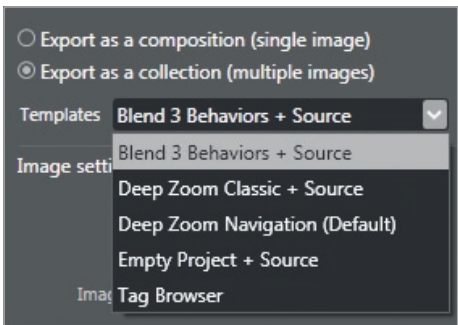 Export as a composition (single image)
Export as a collection (multiple images)
Templates Blend 3 Behaviors + Source
Blend 3 Behaviors + Source
Image setti
Deep Zoom Classic + Source
Deep Zoom Navigation (Default)
Empty Project + Source
Imag Tag Browser